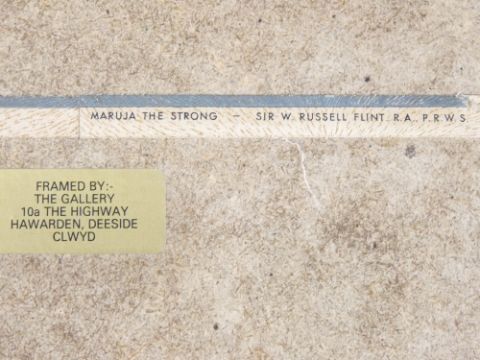 MARUJA THE STRONG – SIR W. RUSSELL FLINT. R.A., P.R.W.S
FRAMED BY:-
THE GALLERY
10a THE HIGHWAY
HAWARDEN, DEESIDE
CLWYD